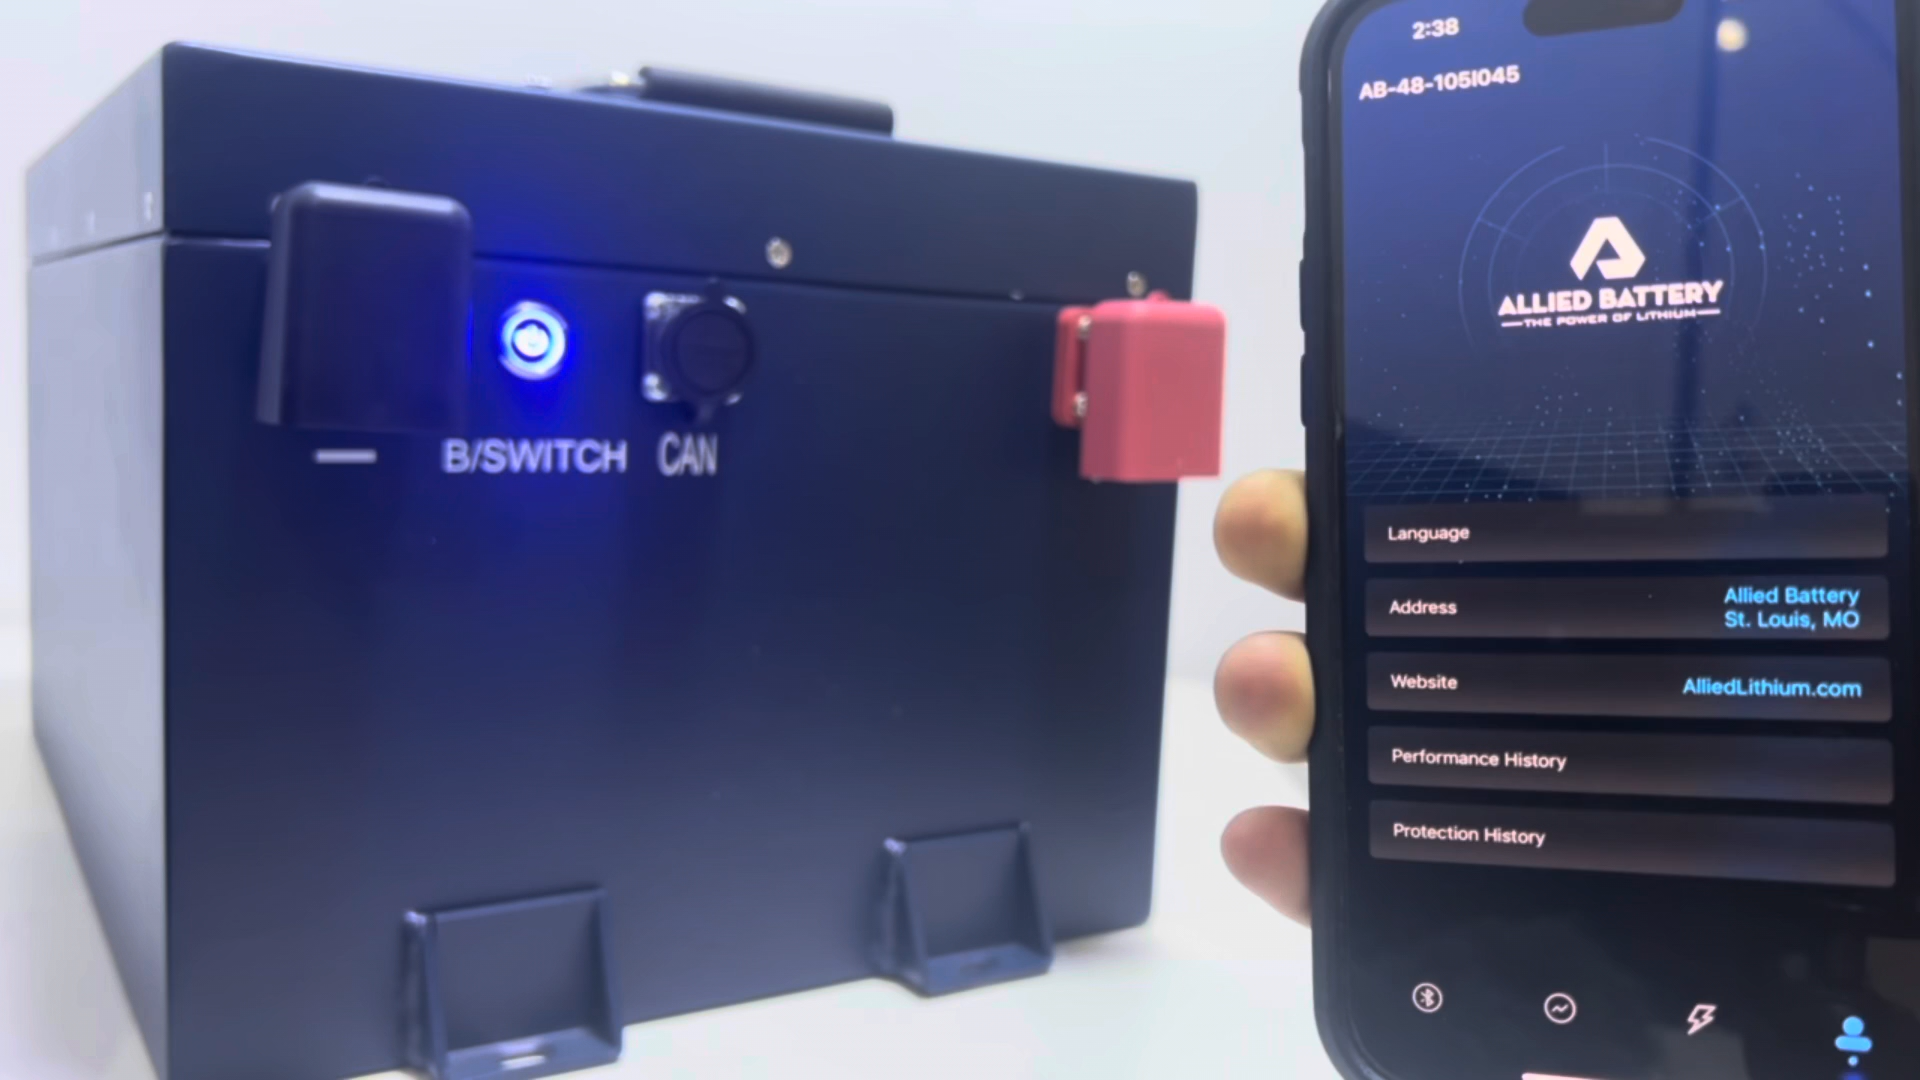 B/SWITCH
CAN
2:38
AB-48-105I045
ALLIED BATTERY
THE POWER OF LITHIUM
Language
Address
Allied Battery
St. Louis, MO
Website
AlliedLithium.com
Performance History
Protection History